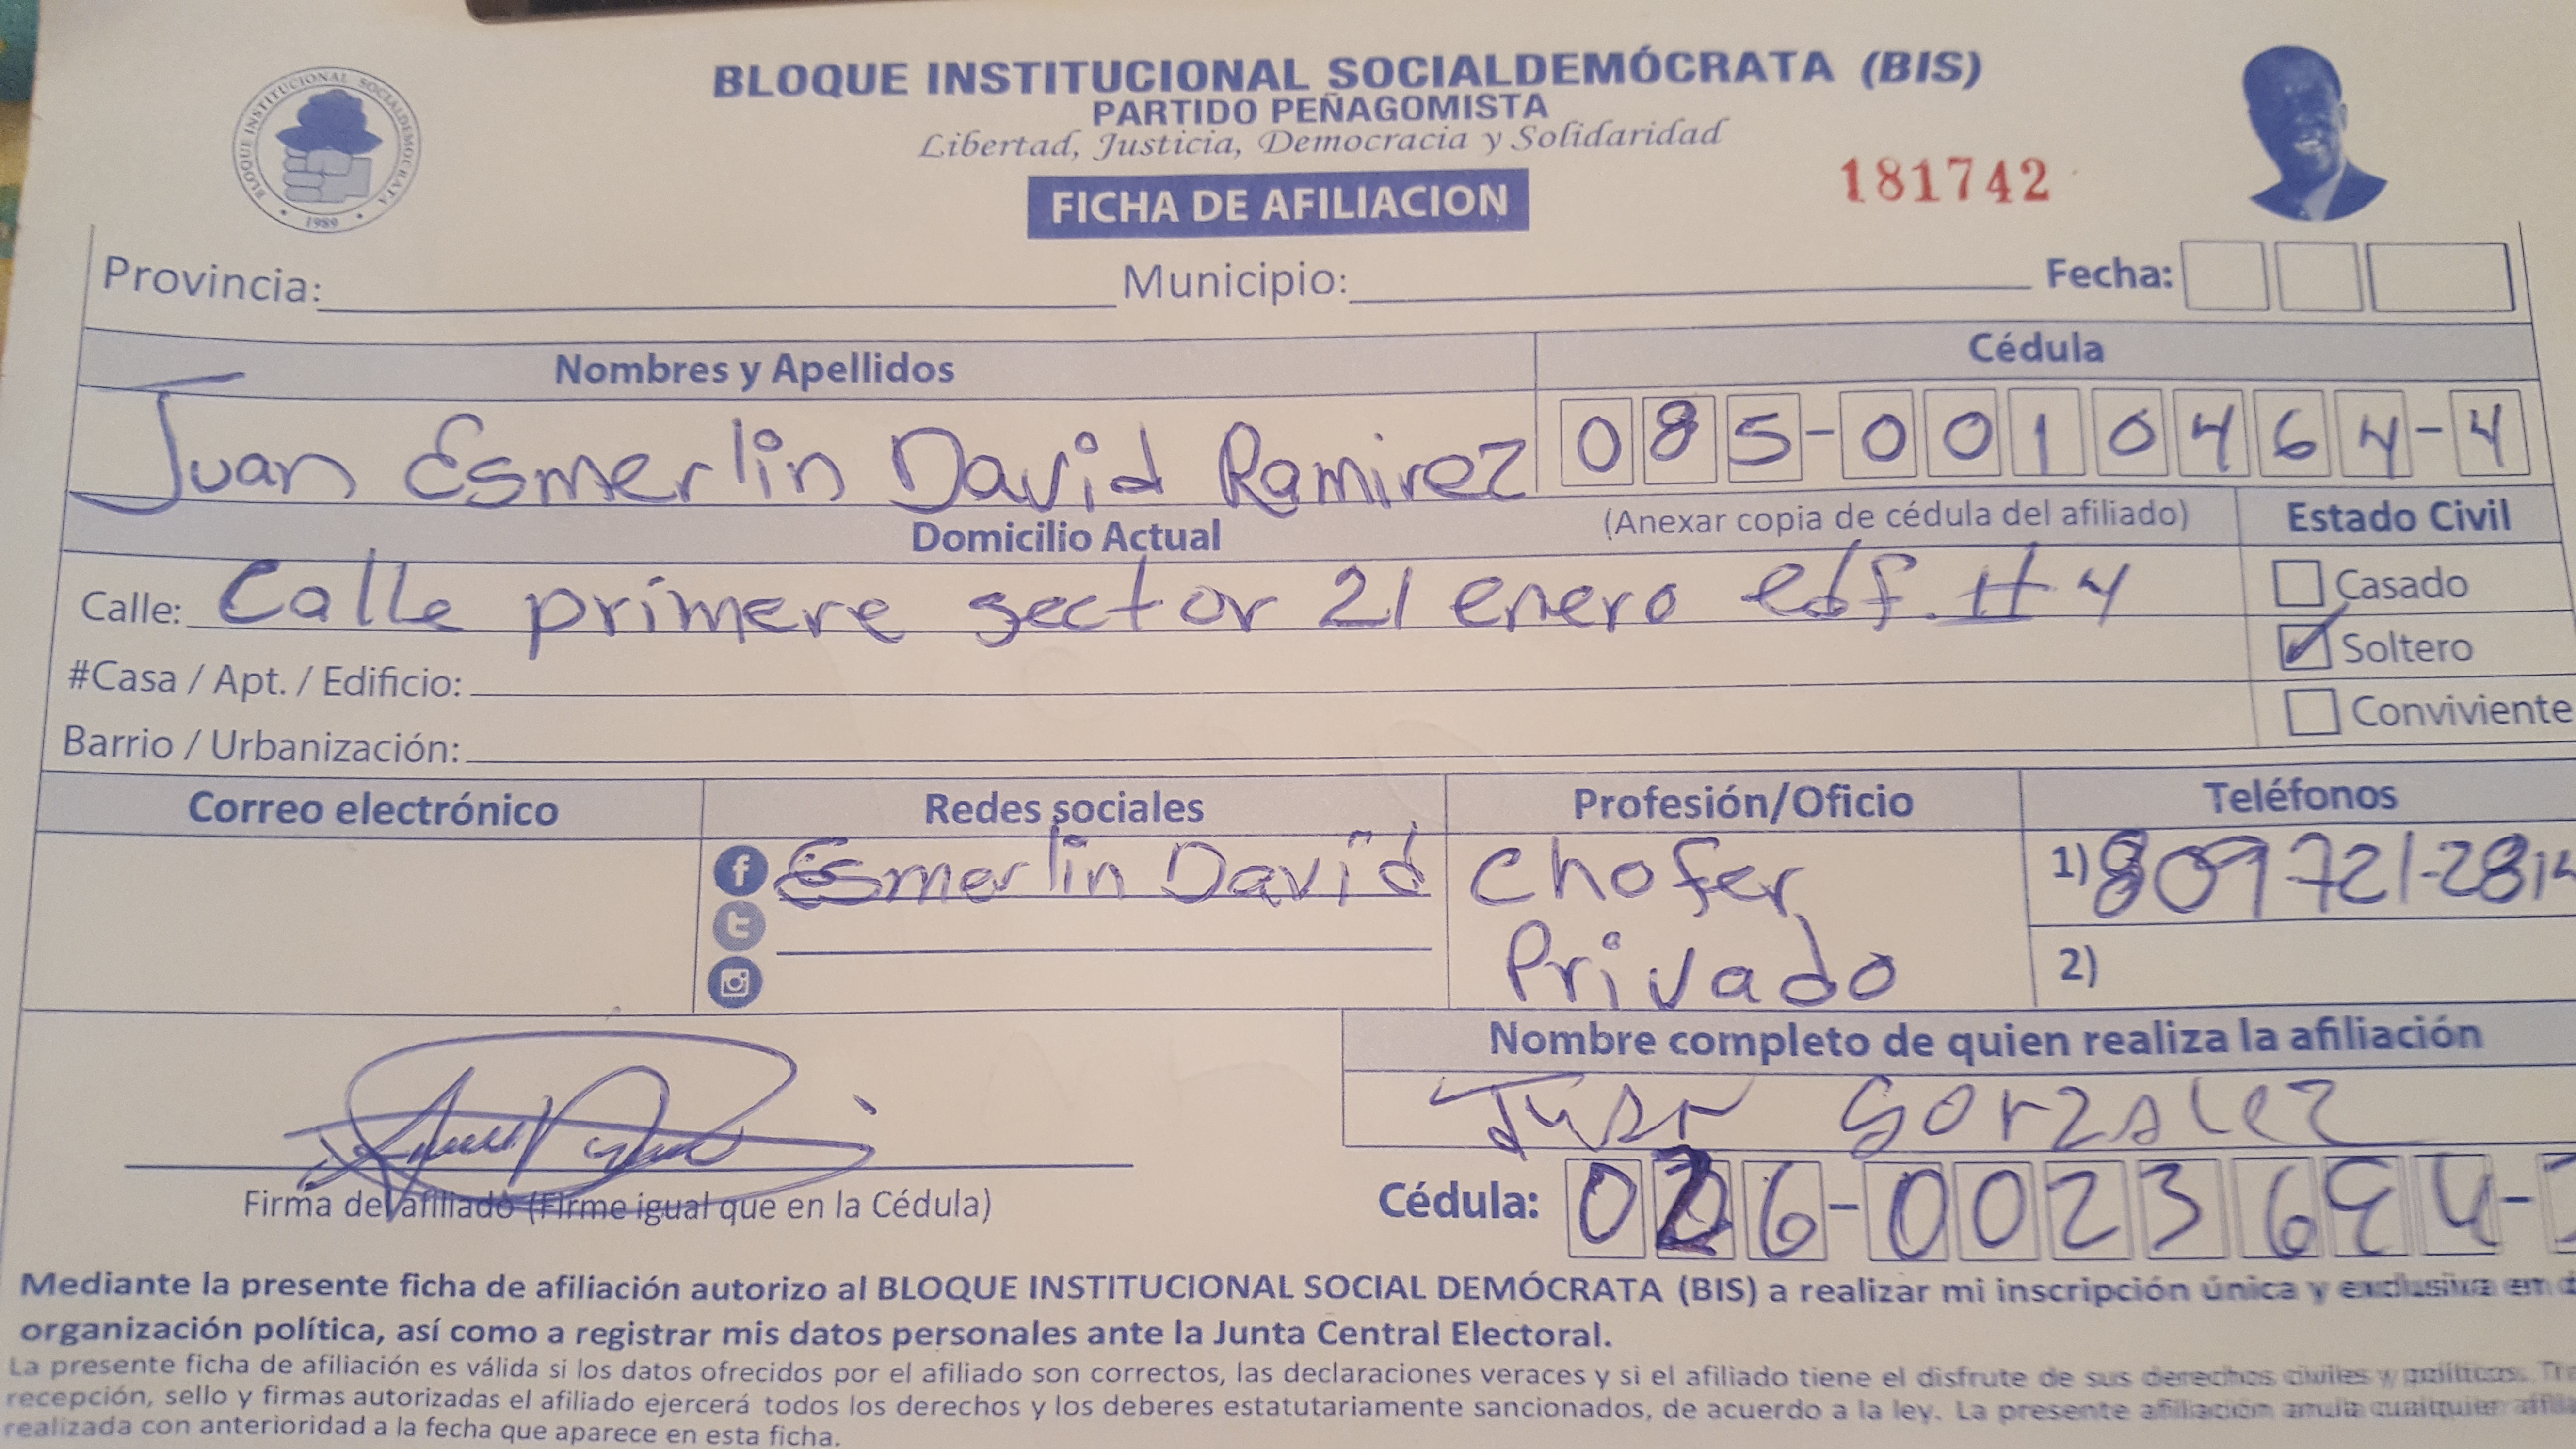 BLOQUE INSTITUCIONAL SOCIALDEMÓCRATA (BIS)
PARTIDO PEÑAGOMISTA
Libertad, Justicia, Democracia y Solidaridad
BLOQUE INSTITUCIONAL SOCIALDEMOCRATA
1989
181742
FICHA DE AFILIACION
Provincia: Municipio: Fecha:
Nombres y Apellidos Cédula
Juan Esmerlin David Ramirez 085-0010464-4
Domicilio Actual (Anexar copia de cédula del afiliado) Estado Civil
Calle: Calle primere sector 21 enero edf. #4 Casado
Soltero
#Casa / Apt. / Edificio:
Conviviente
Barrio / Urbanización:
Correo electrónico Redes sociales Profesión/Oficio Teléfonos
Esmerlin David Chofer 1) 809721-281
Privado 2)
Nombre completo de quien realiza la afiliación
Juan Gonzalez
Firma del afiliado (Firme igual que en la Cédula) Cédula: 026-0023694-
Mediante la presente ficha de afiliación autorizo al BLOQUE INSTITUCIONAL SOCIAL DEMÓCRATA (BIS) a realizar mi inscripción única y exclusiva en
organización política, así como a registrar mis datos personales ante la Junta Central Electoral.
La presente ficha de afiliación es válida si los datos ofrecidos por el afiliado son correctos, las declaraciones veraces y si el afiliado tiene el disfrute de sus derechos civiles y políticos.
recepción, sello y firmas autorizadas el afiliado ejercerá todos los derechos y los deberes estatutariamente sancionados, de acuerdo a la ley. La presente afiliación anula cualquier
realizada con anterioridad a la fecha que aparece en esta ficha.